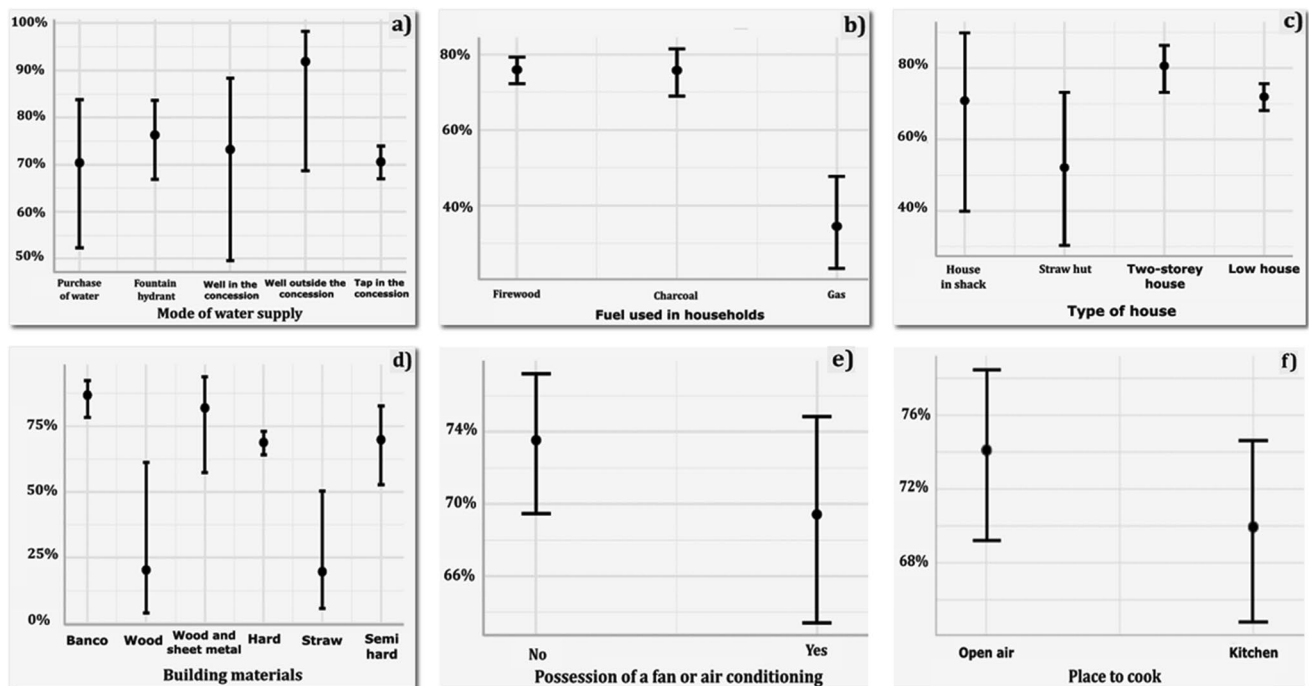 a)
100%
90%
80%
70%
60%
50%
Purchase of water
Fountain hydrant
Well in the concession
Well outside the concession
Tap in the concession
Mode of water supply
b)
80%
60%
40%
Firewood
Charcoal
Gas
Fuel used in households
c)
80%
60%
40%
House in shack
Straw hut
Two-storey house
Low house
Type of house
d)
75%
50%
25%
0%
Banco
Wood
Wood and sheet metal
Hard
Straw
Semi hard
Building materials
e)
74%
70%
66%
No
Yes
Possession of a fan or air conditioning
f)
76%
72%
68%
Open air
Kitchen
Place to cook